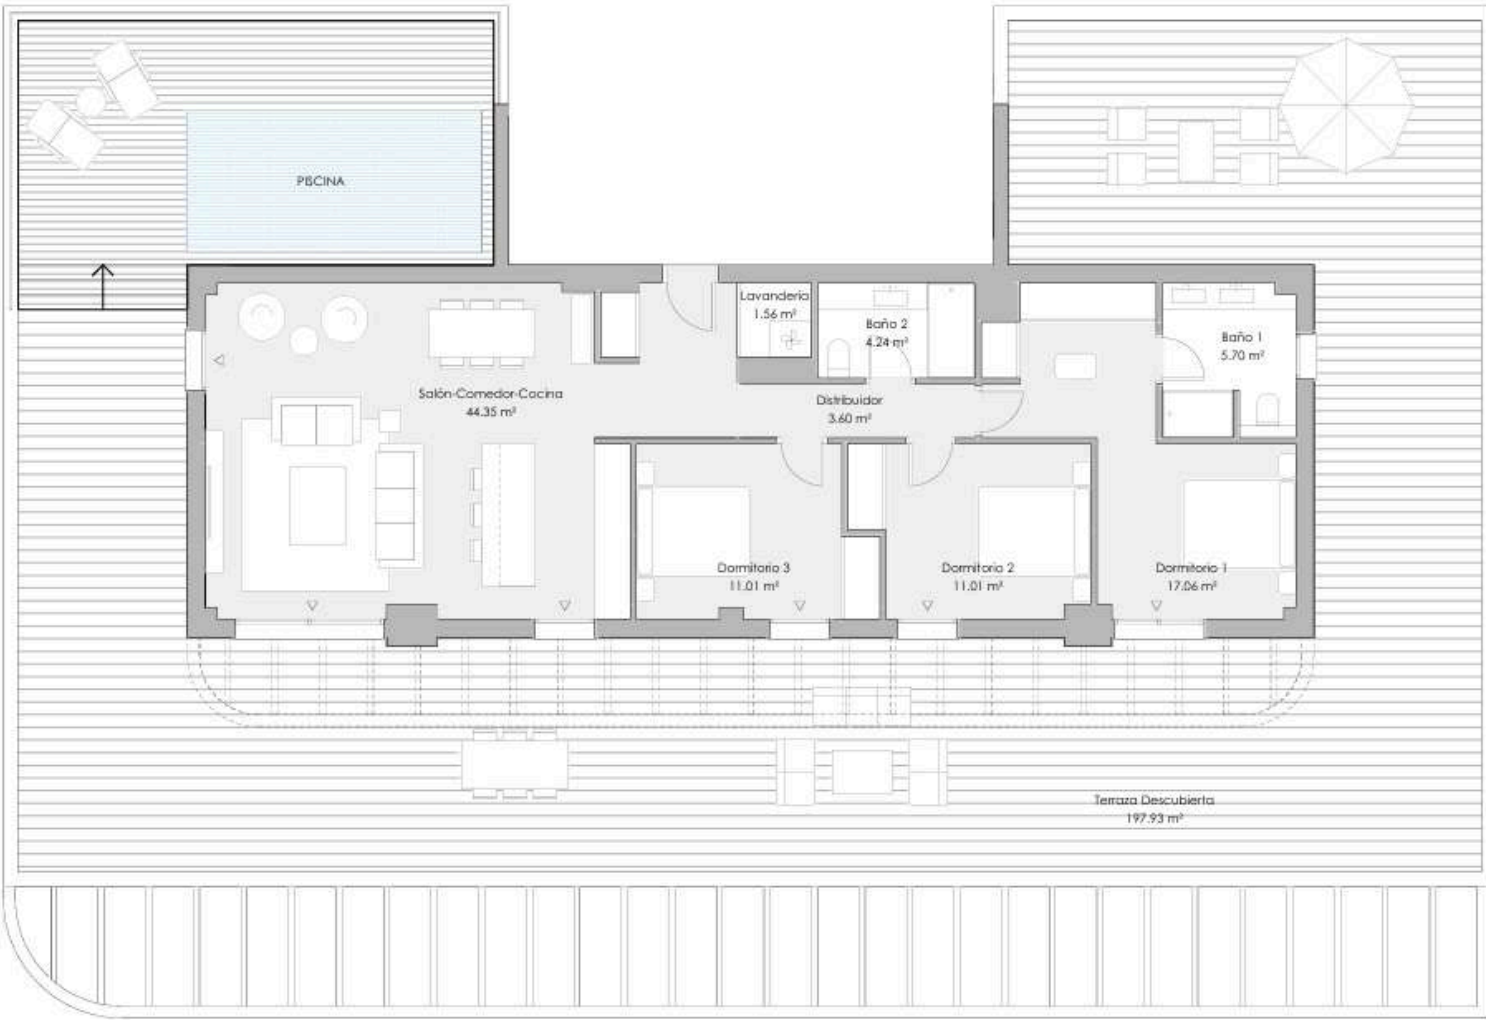 PISCINA
Lavandería
1.56 m²
Baño 2
4.24 m²
Baño 1
5.70 m²
Salón-Comedor-Cocina
44.35 m²
Distribuidor
3.60 m²
Dormitorio 3
11.01 m²
Dormitorio 2
11.01 m²
Dormitorio 1
17.06 m²
Terraza Descubierta
197.93 m²